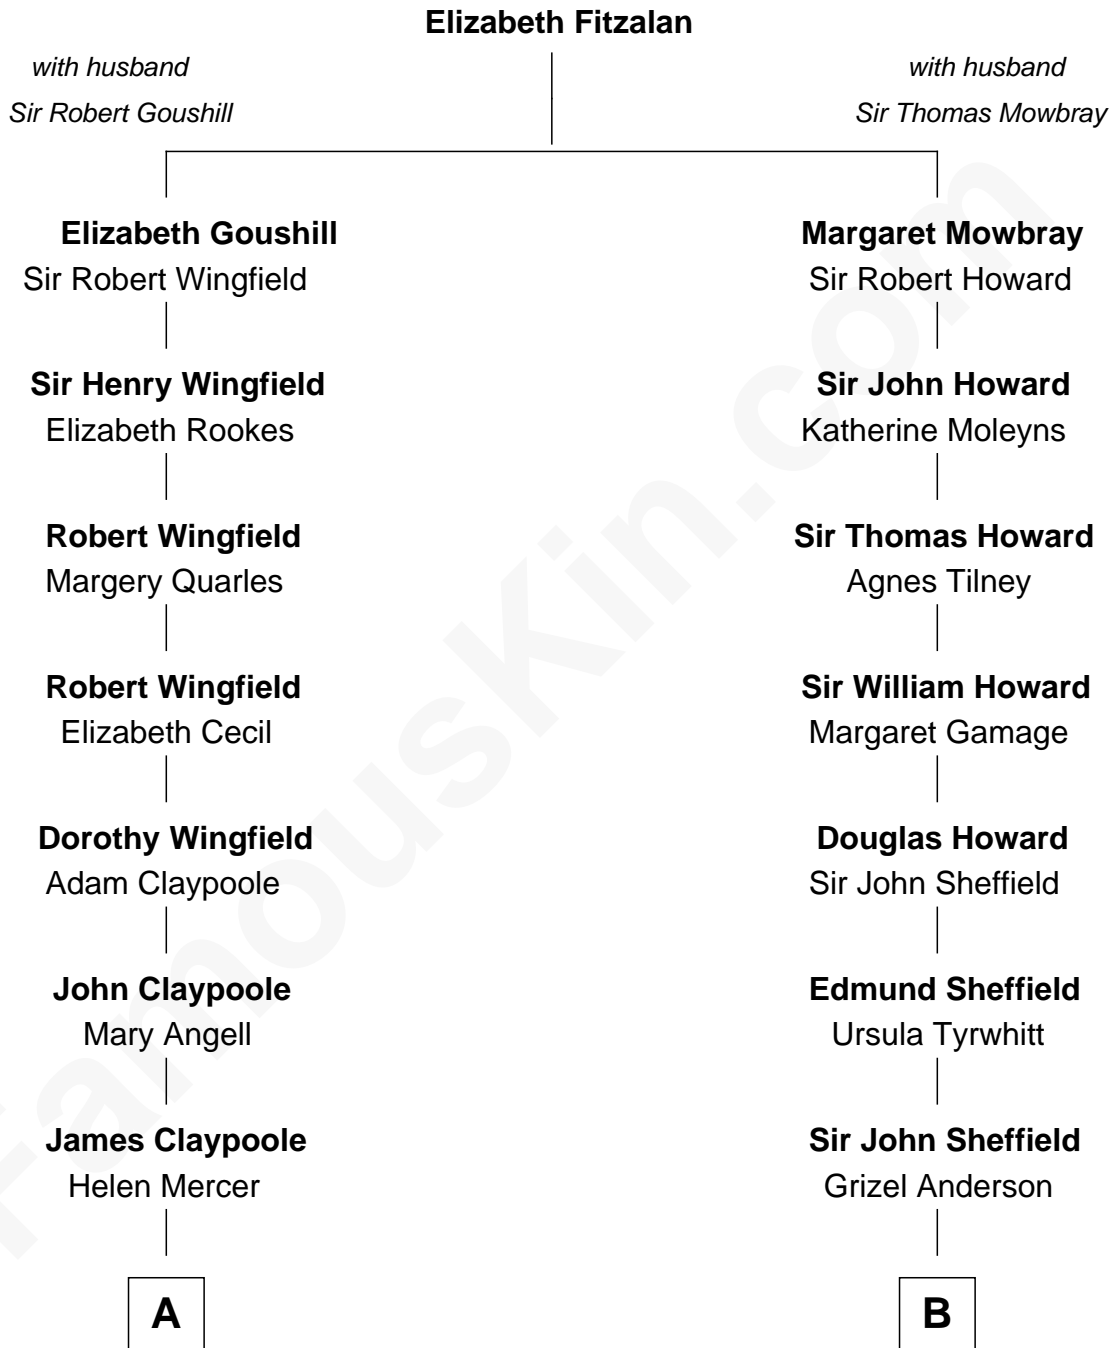 Elizabeth Fitzalan
with husband
Sir Robert Goushill
with husband
Sir Thomas Mowbray
Elizabeth Goushill
Sir Robert Wingfield
Margaret Mowbray
Sir Robert Howard
Sir Henry Wingfield
Elizabeth Rookes
Sir John Howard
Katherine Moleyns
Robert Wingfield
Margery Quarles
Sir Thomas Howard
Agnes Tilney
Robert Wingfield
Elizabeth Cecil
Sir William Howard
Margaret Gamage
Dorothy Wingfield
Adam Claypoole
Douglas Howard
Sir John Sheffield
John Claypoole
Mary Angell
Edmund Sheffield
Ursula Tyrwhitt
James Claypoole
Helen Mercer
Sir John Sheffield
Grizel Anderson
A
B
FamousKin.com